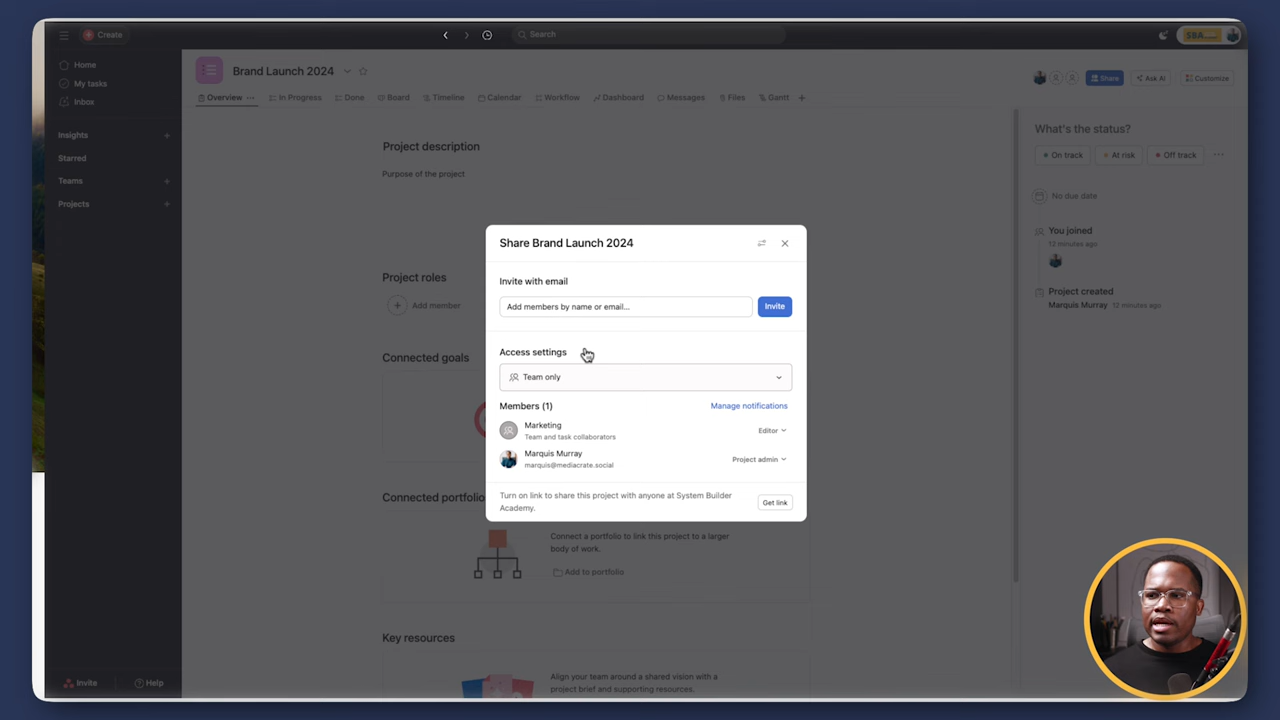 Create
Search
SBA
Home
My tasks
Inbox
Insights
Starred
Teams
Projects
Invite
Help
Brand Launch 2024
Share
Ask AI
Customize
Overview
In Progress
Done
Board
Timeline
Calendar
Workflow
Dashboard
Messages
Files
Gantt
Project description
Purpose of the project
Project roles
Add member
Connected goals
Connected portfolio
Connect a portfolio to link this project to a larger
body of work.
Add to portfolio
Key resources
Align your team around a shared vision with a
project brief and supporting resources.
Share Brand Launch 2024
Invite with email
Add members by name or email...
Invite
Access settings
Team only
Members (1)
Manage notifications
Marketing
Team and task collaborators
Editor
Marquis Murray
marquis@mediacrate.social
Project admin
Turn on link to share this project with anyone at System Builder
Academy.
Get link
What's the status?
On track
At risk
Off track
No due date
You joined
12 minutes ago
Project created
Marquis Murray 12 minutes ago